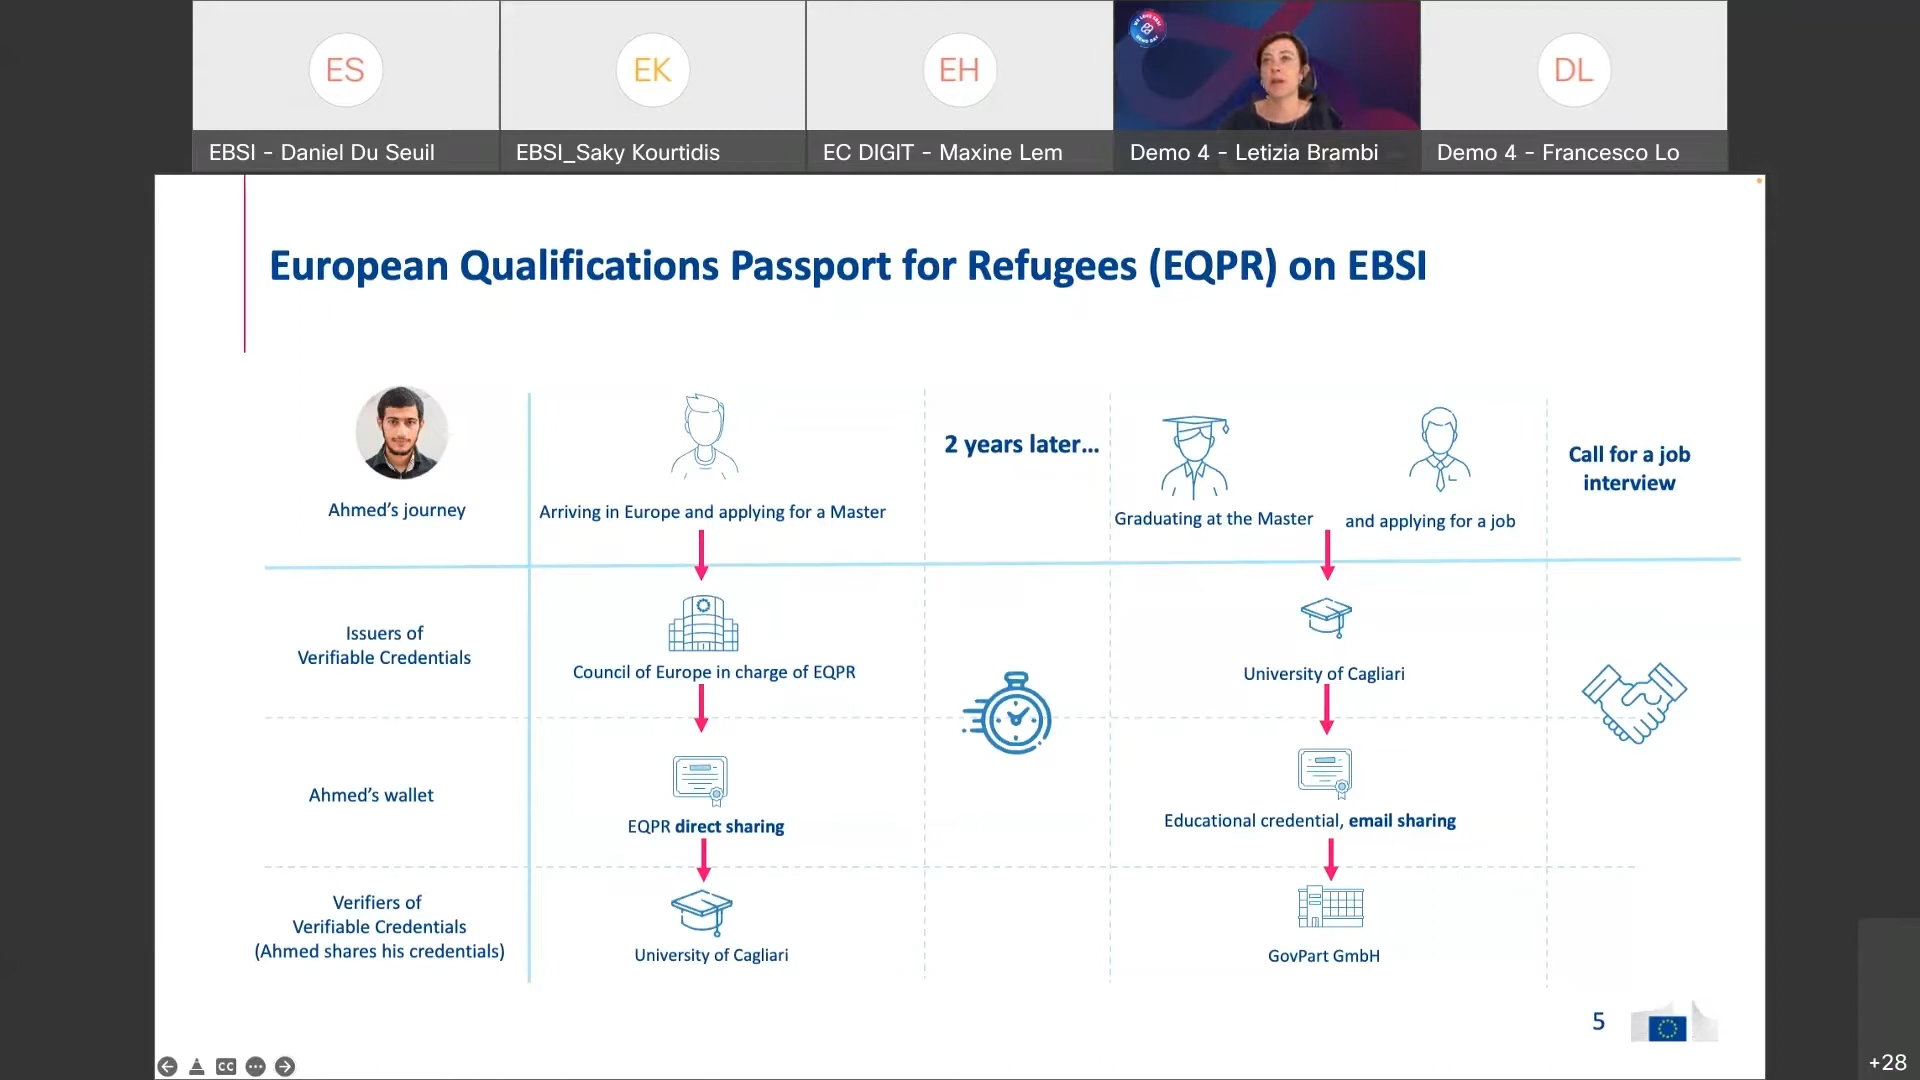 ES
EK
EH
DL
EBSI - Daniel Du Seuil
EBSI_Saky Kourtidis
EC DIGIT - Maxine Lem
Demo 4 - Letizia Brambi
Demo 4 - Francesco Lo
European Qualifications Passport for Refugees (EQPR) on EBSI
2 years later...
Call for a job
interview
Ahmed's journey
Arriving in Europe and applying for a Master
Graduating at the Master
and applying for a job
Issuers of
Verifiable Credentials
Council of Europe in charge of EQPR
University of Cagliari
Ahmed's wallet
EQPR direct sharing
Educational credential, email sharing
Verifiers of
Verifiable Credentials
(Ahmed shares his credentials)
University of Cagliari
GovPart GmbH
5
CC
+28